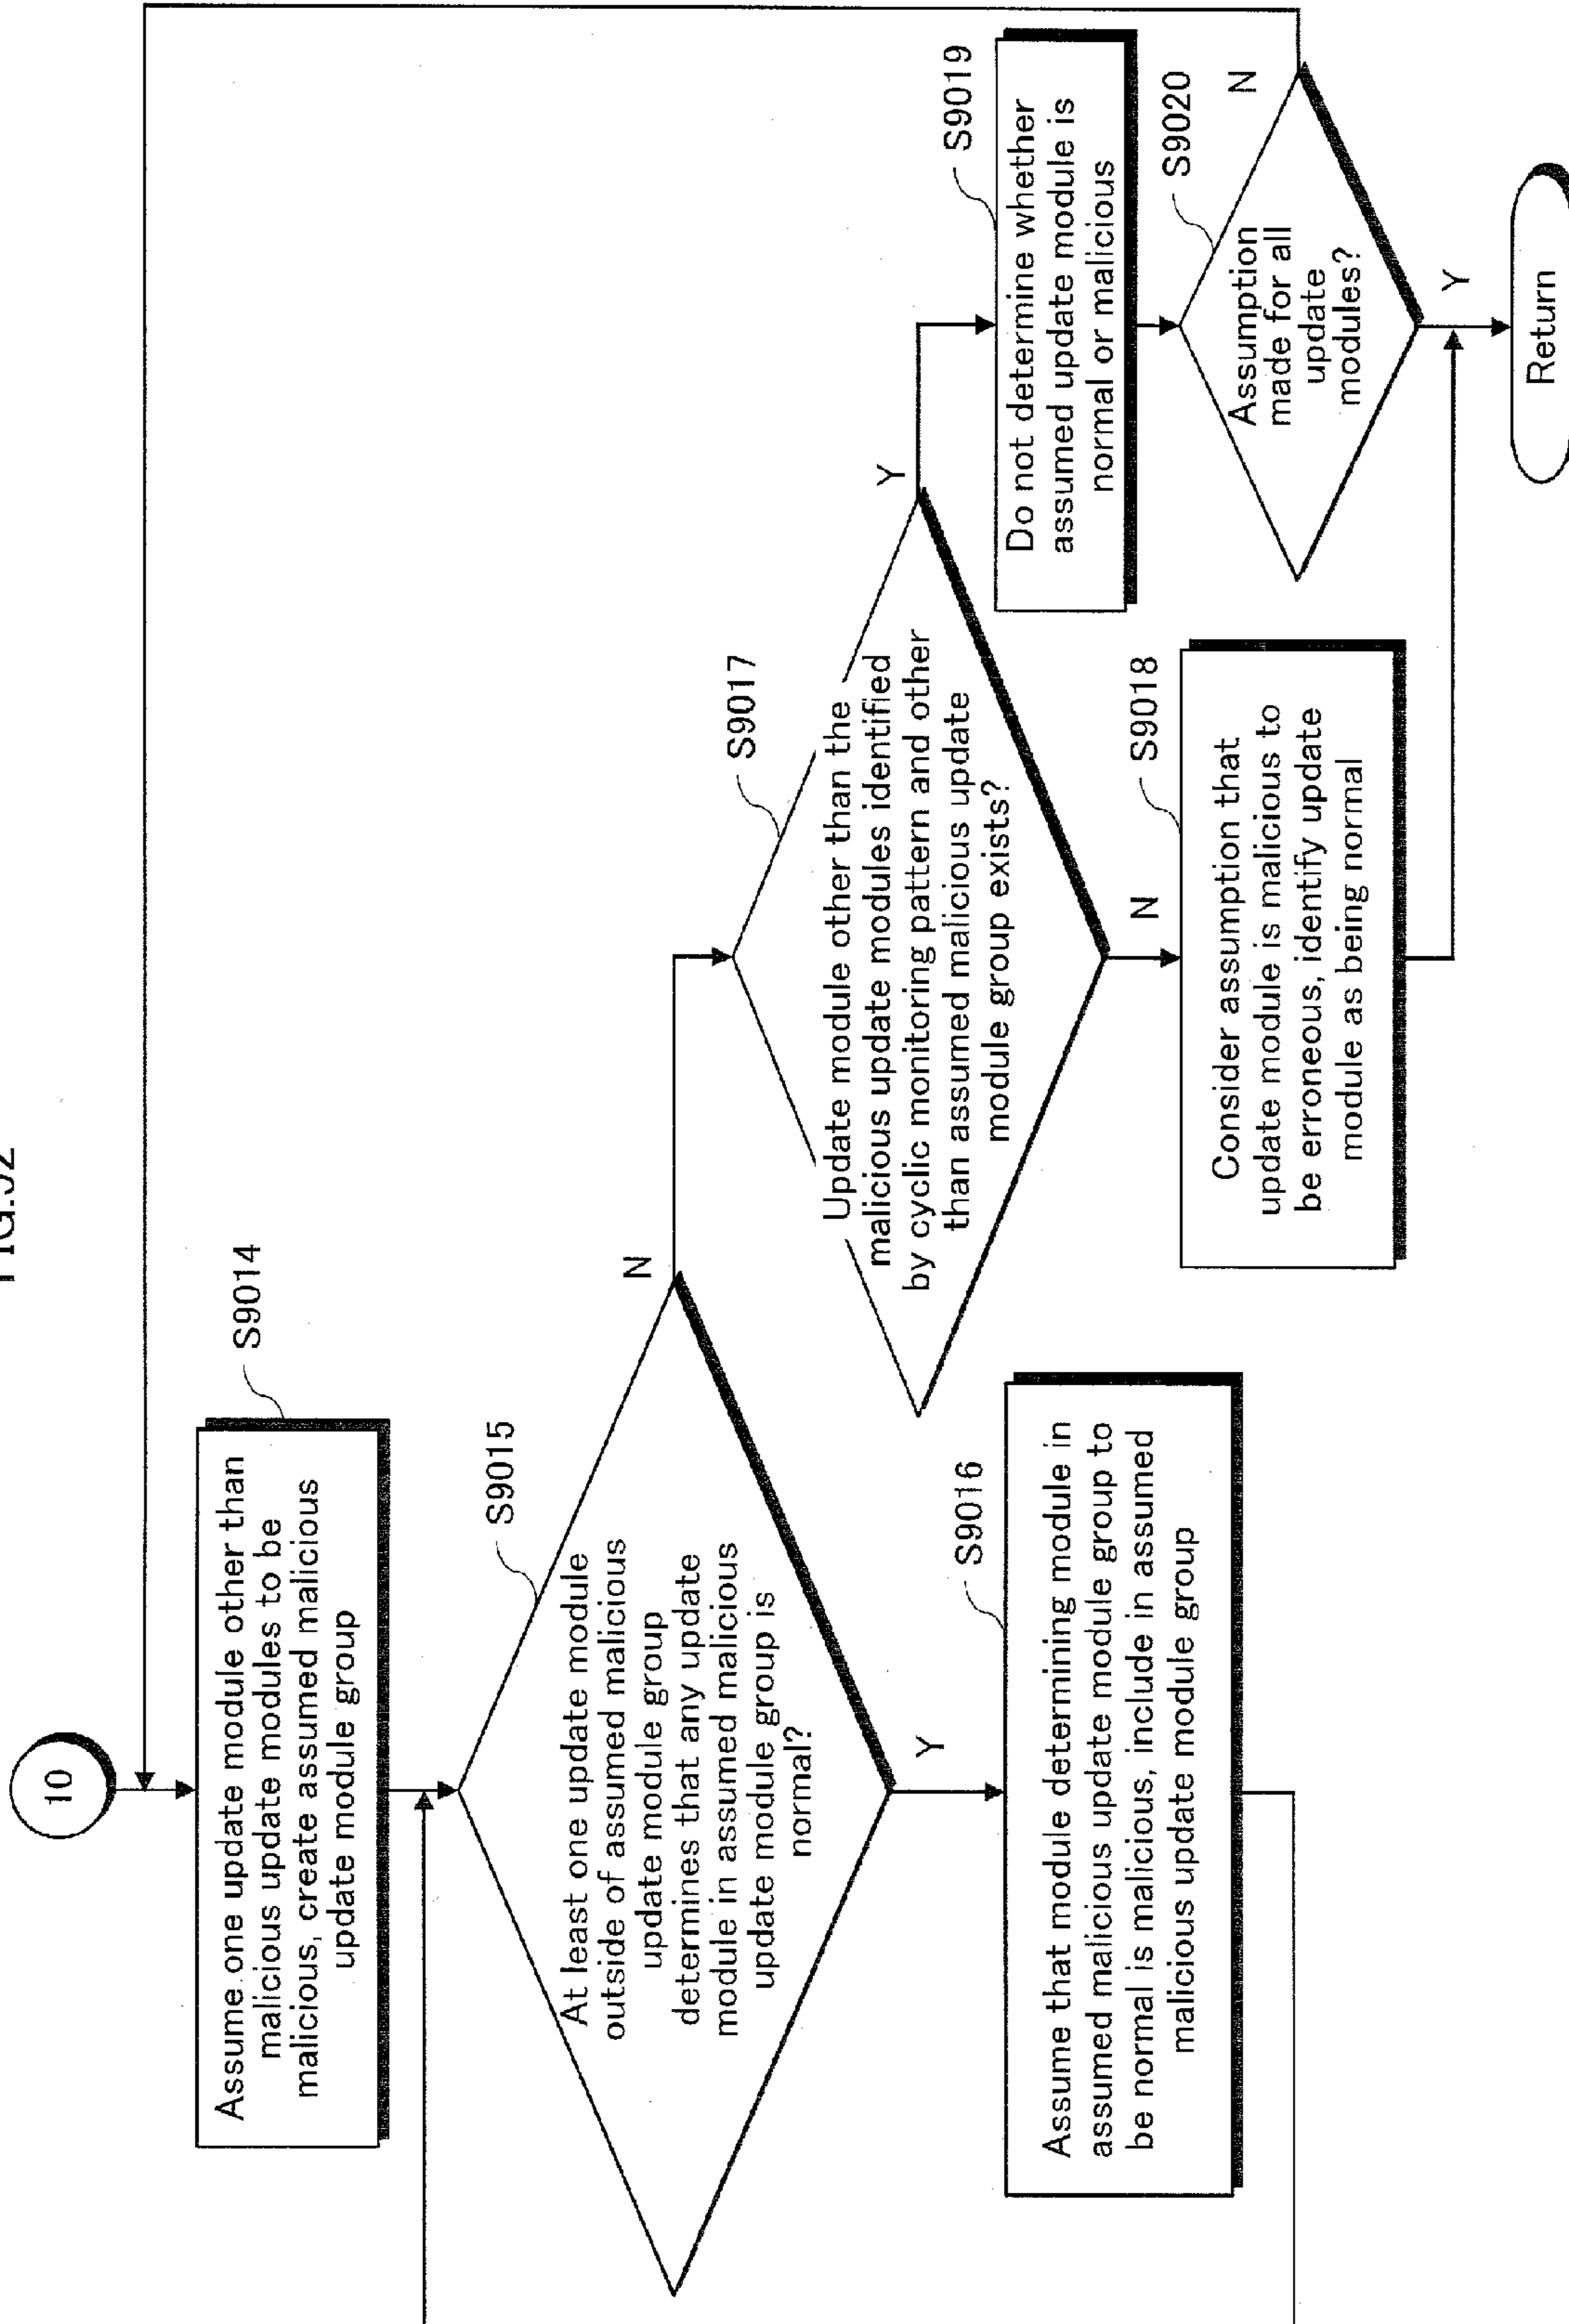 FIG.52
10
S9014
Assume one update module other than
malicious update modules to be
malicious, create assumed malicious
update module group
S9015
At least one update module
outside of assumed malicious
update module group
determines that any update
module in assumed malicious
update module group is
normal?
N
Y
S9016
Assume that module determining module in
assumed malicious update module group to
be normal is malicious, include in assumed
malicious update module group
S9017
Update module other than the
malicious update modules identified
by cyclic monitoring pattern and other
than assumed malicious update
module group exists?
Y
N
S9018
Consider assumption that
update module is malicious to
be erroneous, identify update
module as being normal
S9019
Do not determine whether
assumed update module is
normal or malicious
S9020
Assumption
made for all
update
modules?
N
Y
Return